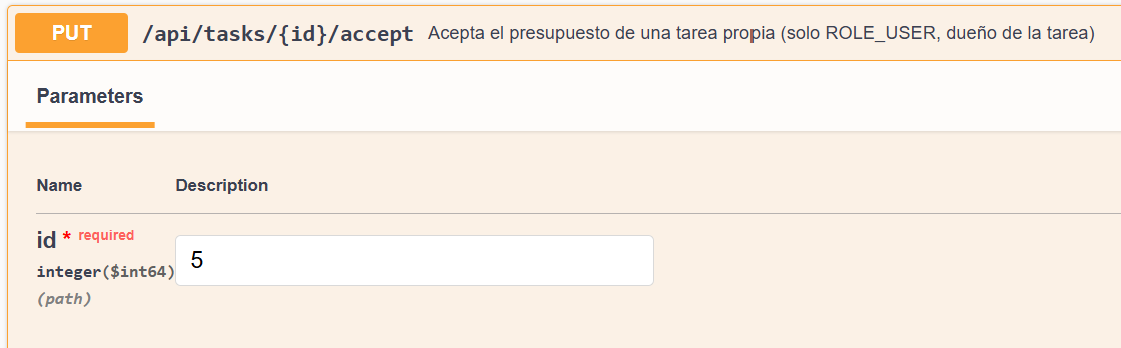 PUT /api/tasks/{id}/accept Acepta el presupuesto de una tarea propia (solo ROLE_USER, dueño de la tarea)
Parameters
Name Description
id * required
integer($int64)
(path)
5